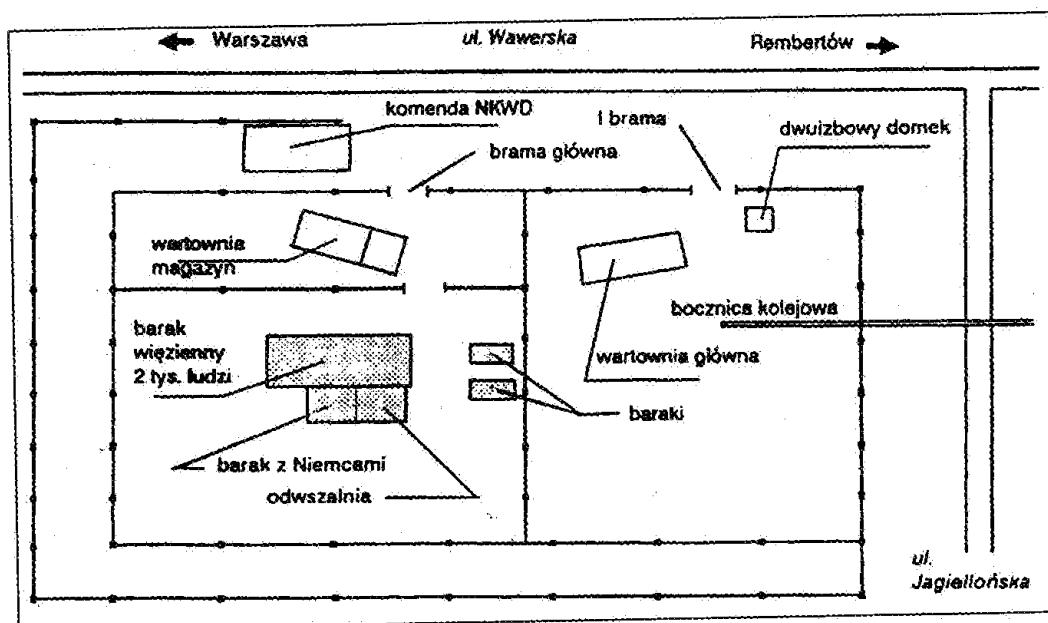 Warszawa
ul. Wawerska
Rembertów
komenda NKWD
I brama
dwuizbowy domek
brama główna
wartownia
magazyn
bocznica kolejowa
barak
więzienny
2 tys. ludzi
wartownia główna
baraki
barak z Niemcami
odwszalnia
ul.
Jagiellońska